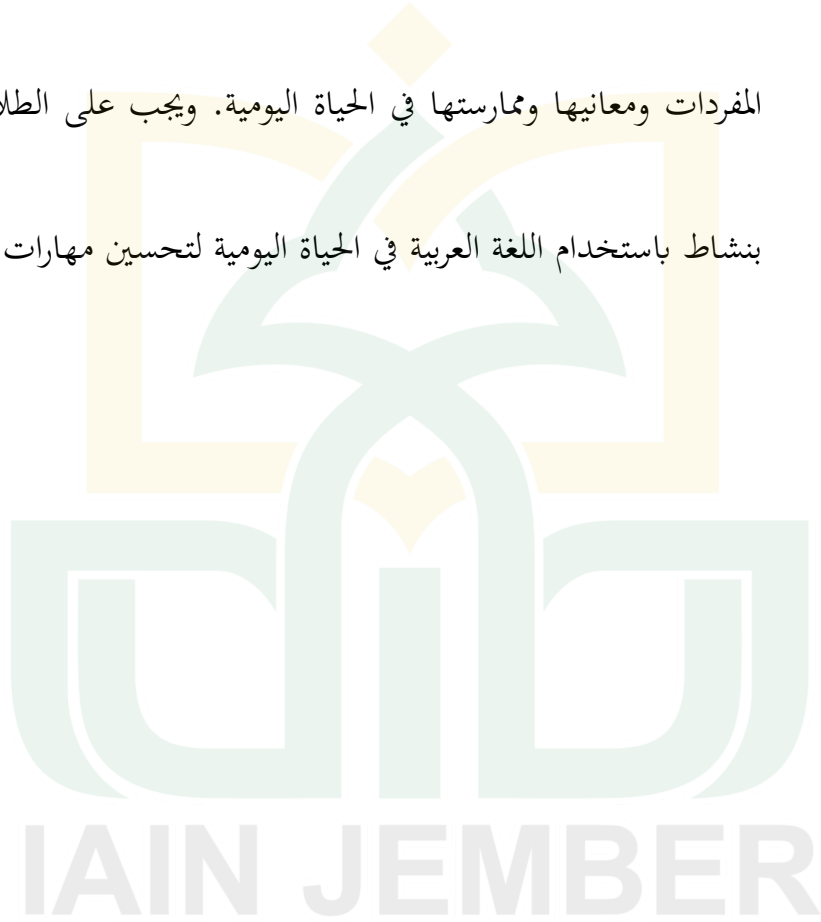 المفردات ومعانيها وممارستها في الحياة اليومية. ويجب على
بنشاط باستخدام اللغة العربية في الحياة اليومية لتحسين مهارات
IAIN JEMBER